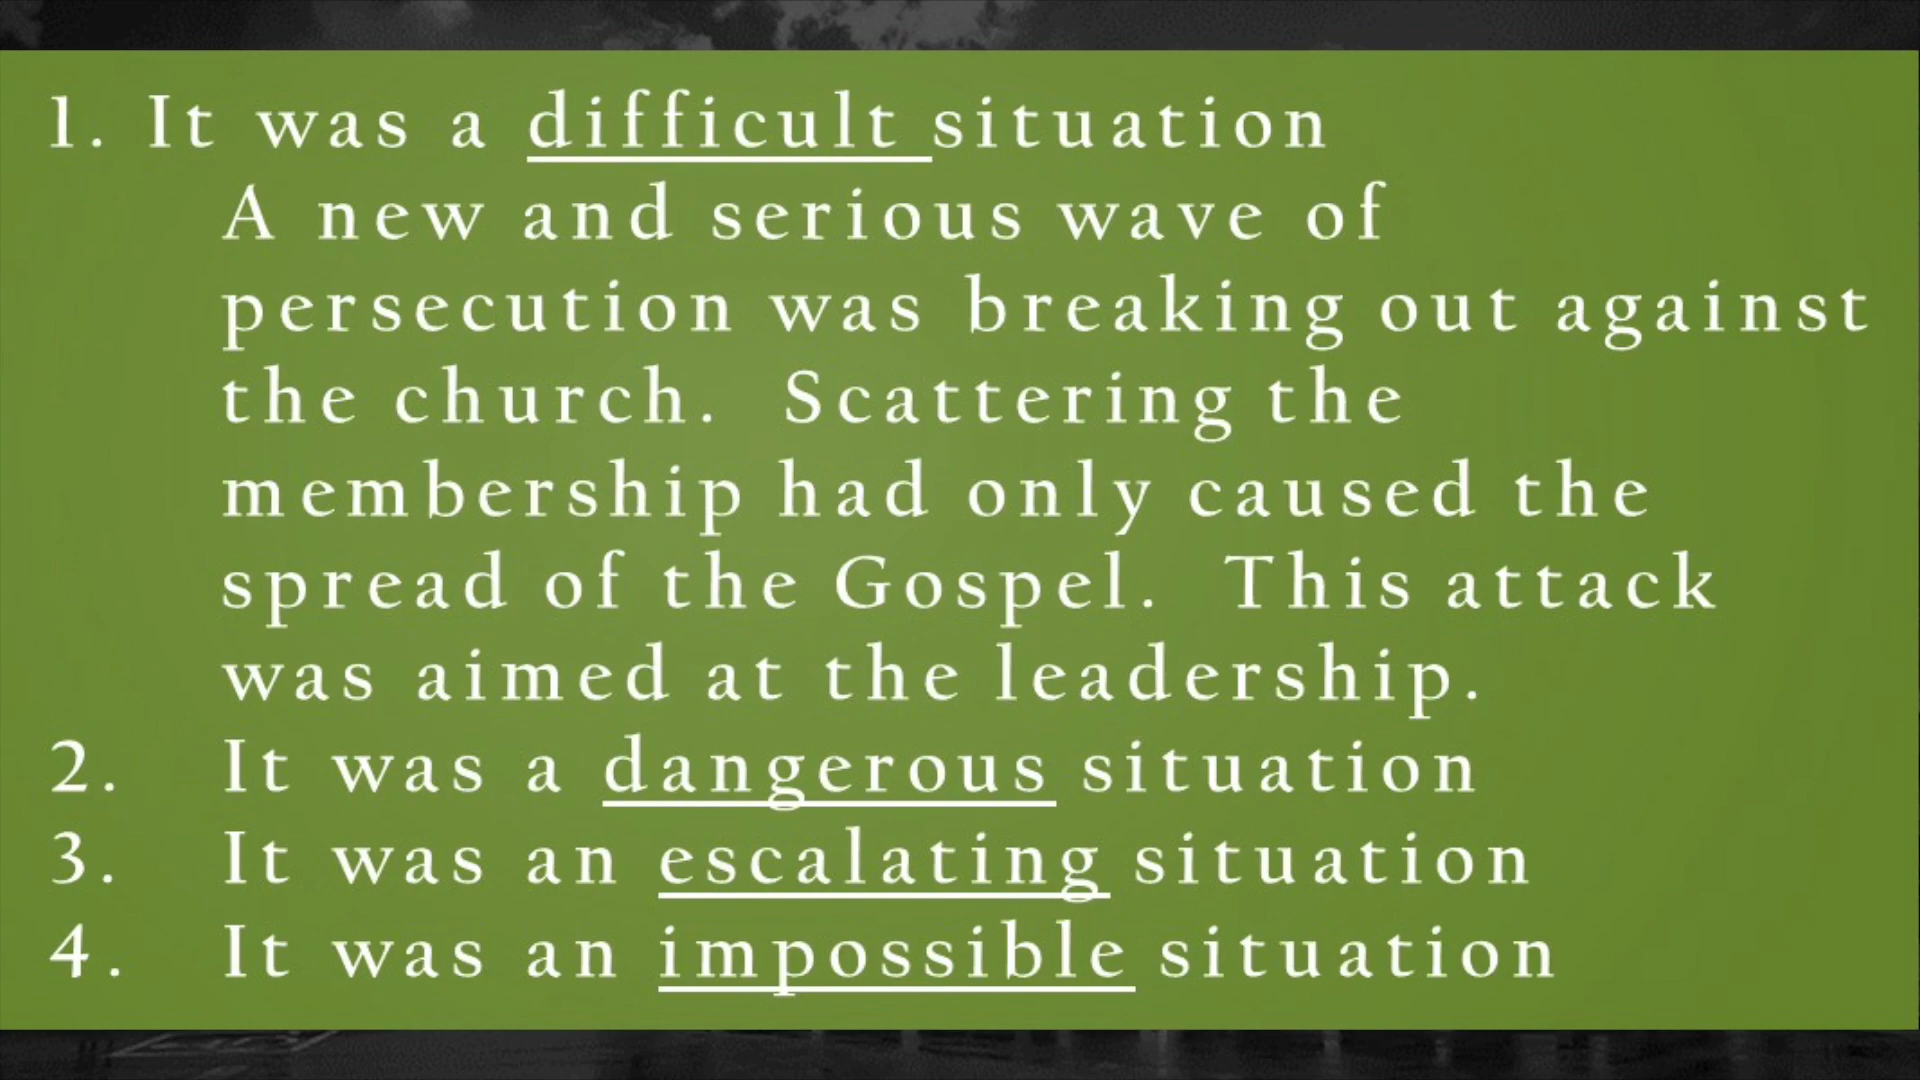 1. It was a difficult situation
A new and serious wave of
persecution was breaking out against
the church.  Scattering the
membership had only caused the
spread of the Gospel.  This attack
was aimed at the leadership.
2. It was a dangerous situation
3. It was an escalating situation
4. It was an impossible situation